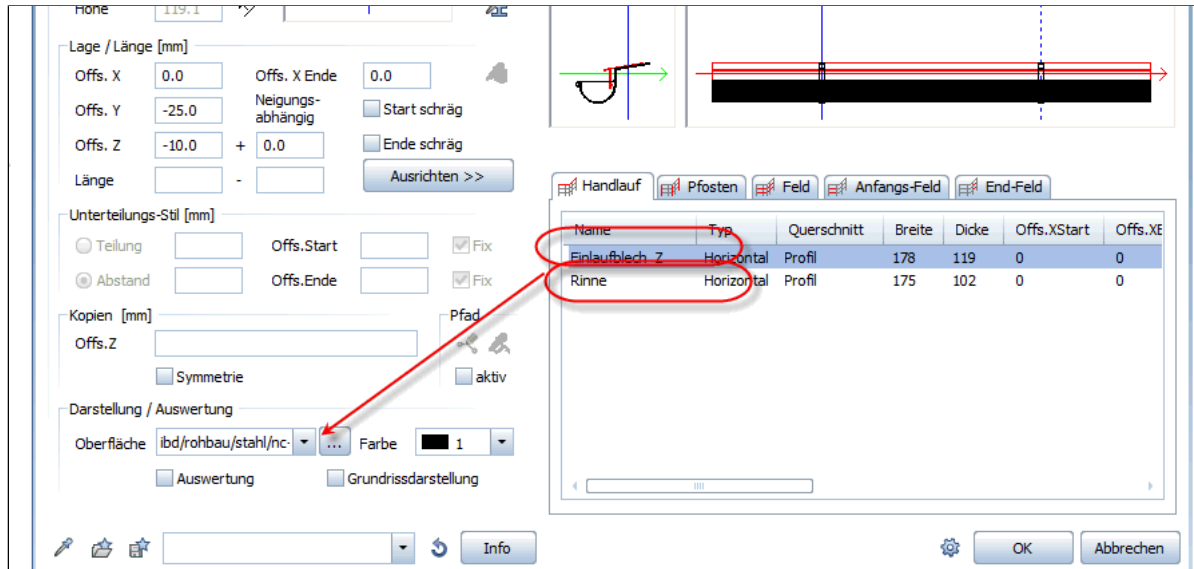 Höhe 119.1
Lage / Länge [mm]
Offs. X 0.0 Offs. X Ende 0.0
Offs. Y -25.0 Neigungs-
abhängig Start schräg
Offs. Z -10.0 + 0.0 Ende schräg
Länge - Ausrichten >>
Unterteilungs-Stil [mm]
Teilung Offs.Start Fix
Abstand Offs.Ende Fix
Kopien [mm] Pfad
Offs.Z
Symmetrie aktiv
Darstellung / Auswertung
Oberfläche ibd/rohbau/stahl/nc- ... Farbe 1
Auswertung Grundrissdarstellung
Info
Handlauf Pfosten Feld Anfangs-Feld End-Feld
Name Typ Querschnitt Breite Dicke Offs.XStart Offs.XE
Einlaufblech_Z Horizontal Profil 178 119 0 0
Rinne Horizontal Profil 175 102 0 0
OK Abbrechen